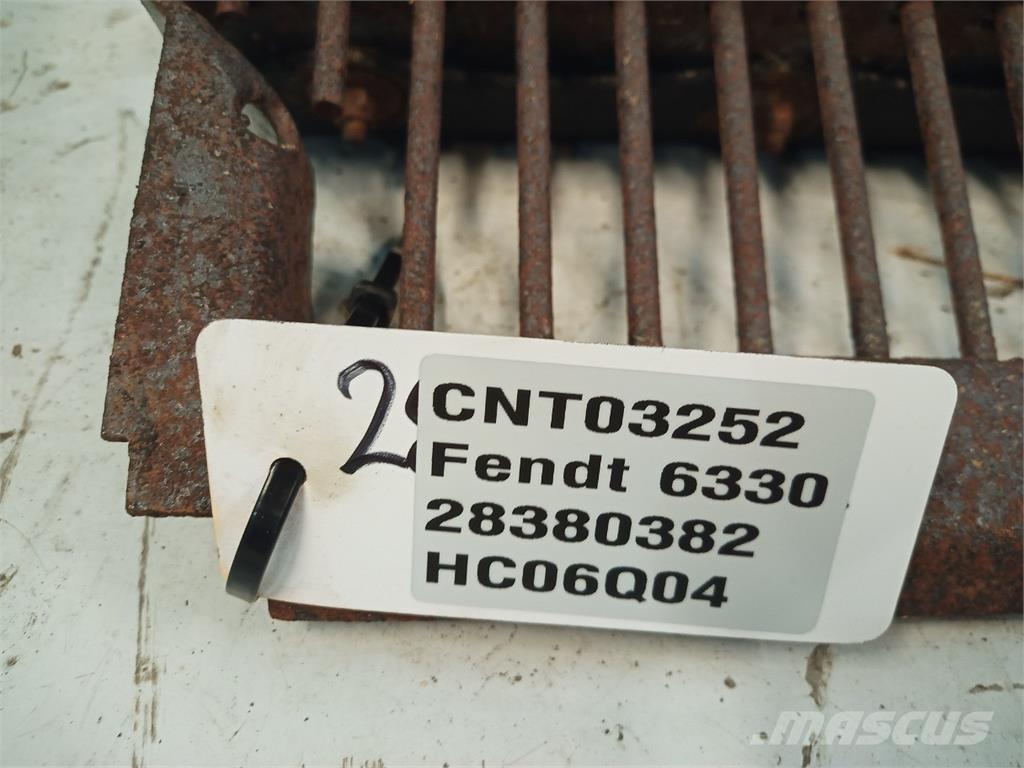 CNT03252
Fendt 6330
28380382
HC06Q04
MASCUS